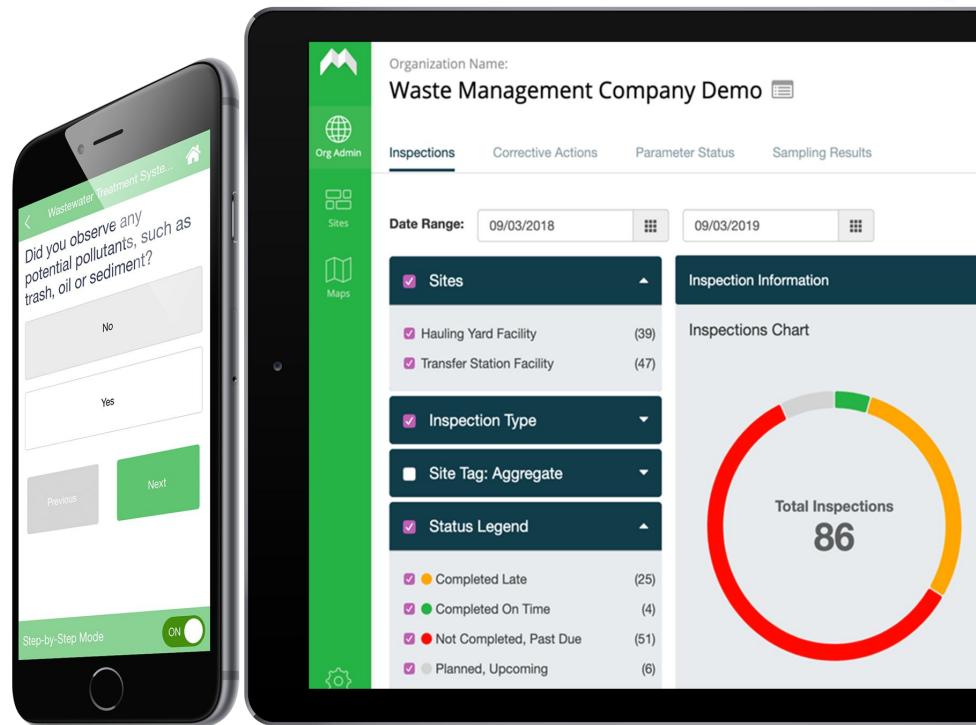 Wastewater Treatment Syste...
Did you observe any
potential pollutants, such as
trash, oil or sediment?
No
Yes
Previous
Next
Step-by-Step Mode
ON
Org Admin
Sites
Maps
Organization Name:
Waste Management Company Demo
Inspections
Corrective Actions
Parameter Status
Sampling Results
Date Range:
09/03/2018
09/03/2019
Sites
Hauling Yard Facility (39)
Transfer Station Facility (47)
Inspection Type
Site Tag: Aggregate
Status Legend
Completed Late (25)
Completed On Time (4)
Not Completed, Past Due (51)
Planned, Upcoming (6)
Inspection Information
Inspections Chart
Total Inspections
86